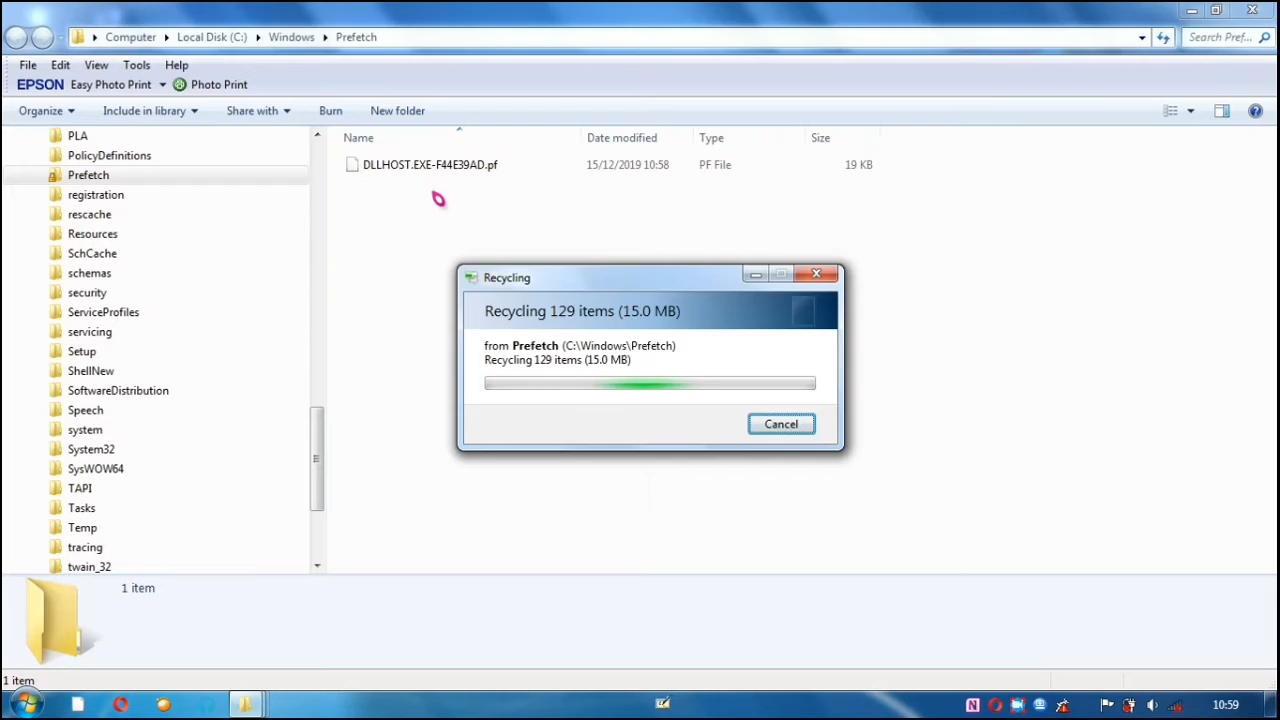 Computer Local Disk (C:) Windows Prefetch Search Pref...
File Edit View Tools Help
EPSON Easy Photo Print Photo Print
Organize Include in library Share with Burn New folder
Name Date modified Type Size
DLLHOST.EXE-F44E39AD.pf 15/12/2019 10:58 PF File 19 KB
PLA
PolicyDefinitions
Prefetch
registration
rescache
Resources
SchCache
schemas
security
ServiceProfiles
servicing
Setup
ShellNew
SoftwareDistribution
Speech
system
System32
SysWOW64
TAPI
Tasks
Temp
tracing
twain_32
Recycling
Recycling 129 items (15.0 MB)
from Prefetch (C:\Windows\Prefetch)
Recycling 129 items (15.0 MB)
Cancel
1 item
1 item
N
10:59